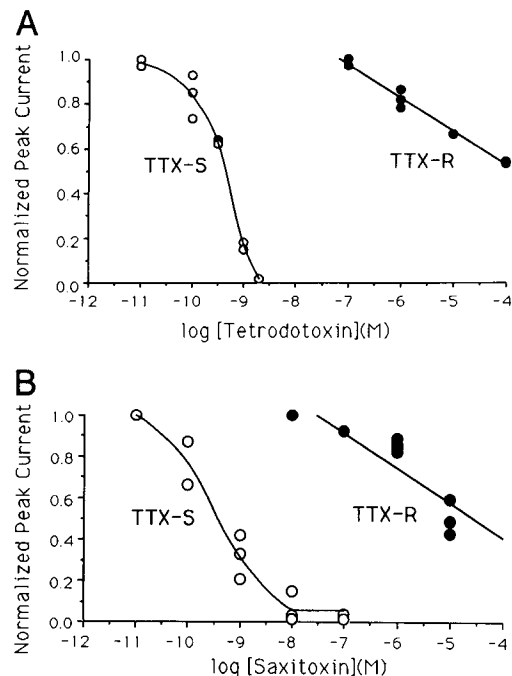 A
Normalized Peak Current
1.0
0.8
0.6
0.4
0.2
0.0
TTX-S
TTX-R
-12 -11 -10 -9 -8 -7 -6 -5 -4
log [Tetrodotoxin](M)
B
Normalized Peak Current
1.0
0.8
0.6
0.4
0.2
0.0
TTX-S
TTX-R
-12 -11 -10 -9 -8 -7 -6 -5 -4
log [Saxitoxin](M)